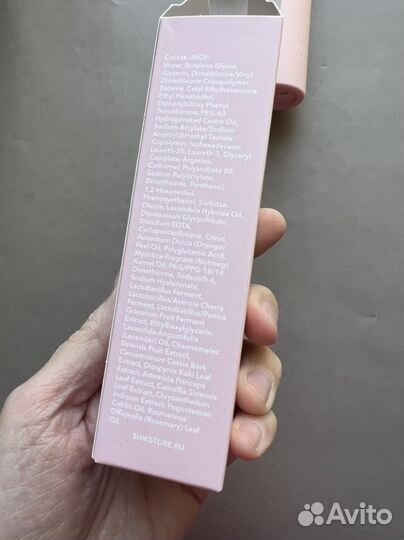 Состав (INCI):
Water, Butylene Glycol,
Glycerin, Dimethicone/Vinyl
Dimethicone Crosspolymer,
Betaine, Cetyl Ethylhexanoate,
Ethyl Hexanediol,
Diphenylsiloxy Phenyl
Trimethicone, PEG-60
Hydrogenated Castor Oil,
Sodium Acrylate/Sodium
Acryloyldimethyl Taurate
Copolymer, Isohexadecane,
Laureth-25, Laureth-3, Glyceryl
Caprylate, Arginine,
Carbomer, Polysorbate 80,
Sodium Polyacrylate,
Dimethicone, Panthenol,
1,2-Hexanediol,
Phenoxyethanol, Sorbitan
Oleate, Lavandula Hybrida Oil,
Dipotassium Glycyrrhizate,
Disodium EDTA,
Cyclopentasiloxane, Citrus
Aurantium Dulcis (Orange)
Peel Oil, Polyglutamic Acid,
Myristica Fragrans (Nutmeg)
Kernel Oil, PEG/PPG-18/18
Dimethicone, Trideceth-6,
Sodium Hyaluronate,
Lactobacillus Ferment,
Lactobacillus/Acerola Cherry
Ferment, Lactobacillus/Punica
Granatum Fruit Ferment
Extract, Ethylhexylglycerin,
Lavandula Angustifolia
(Lavender) Oil, Chaenomeles
Sinensis Fruit Extract,
Cinnamomum Cassia Bark
Extract, Diospyros Kaki Leaf
Extract, Artemisia Princeps
Leaf Extract, Camellia Sinensis
Leaf Extract, Chrysanthellum
Indicum Extract, Pogostemon
Cablin Oil, Rosmarinus
Officinalis (Rosemary) Leaf
Oil.
SHIKSTORE.RU
Avito